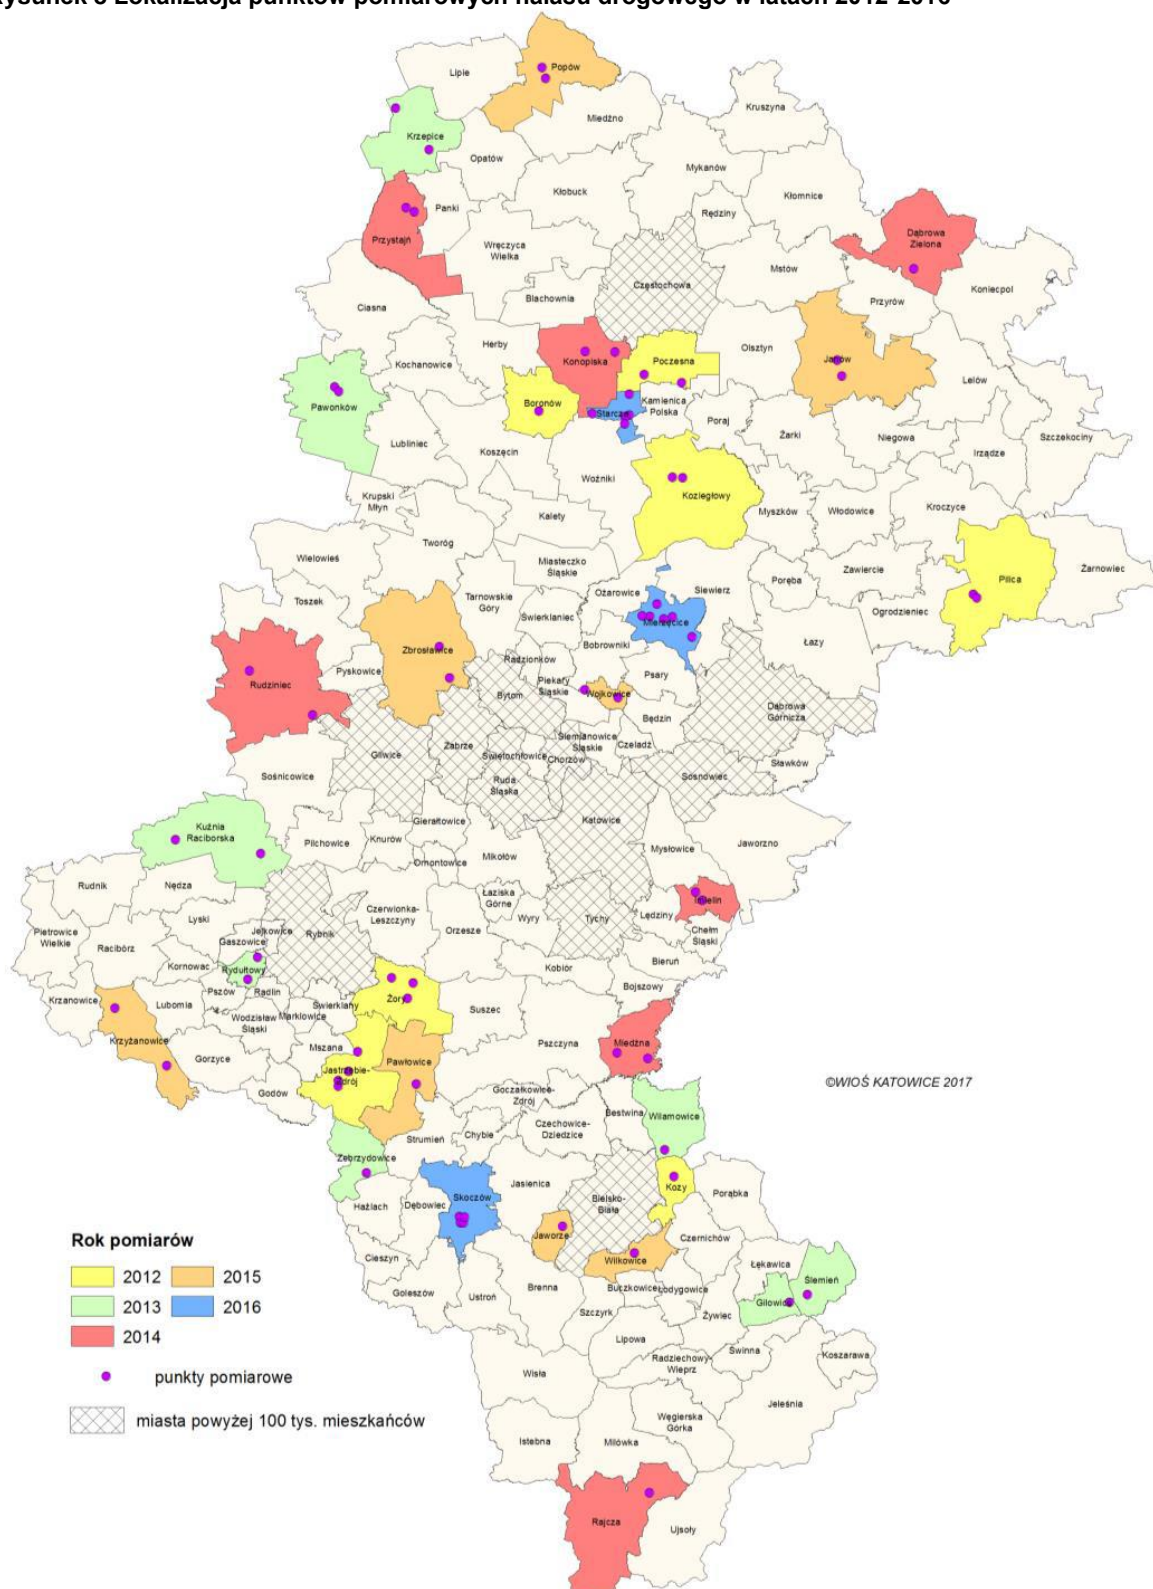 Rysunek 8 Lokalizacja punktów pomiarowych hałasu drogowego w latach 2012-2016
Lipie
Popów
Kruszyna
Miedźno
Krzepice
Opatów
Mykanów
Kłobuck
Kłomnice
Panki
Rędziny
Przystajń
Wręczyca
Wielka
Dąbrowa
Zielona
Mstów
Częstochowa
Koniecpol
Blachownia
Przyrów
Ciasna
Herby
Olsztyn
Konopiska
Poczesna
Janów
Kochanowice
Lelów
Boronów
Kamienica
Polska
Starcza
Pawonków
Poraj
Żarki
Niegowa
Szczekociny
Lubliniec
Koszęcin
Irządze
Woźniki
Koziegłowy
Krupski
Młyn
Kalety
Myszków
Włodowice
Kroczyce
Tworóg
Wielowieś
Miasteczko
Śląskie
Zawiercie
Żarnowiec
Poręba
Pilica
Toszek
Tarnowskie
Góry
Ożarowice
Siewierz
Świerklaniec
Ogrodzieniec
Mierzęcice
Łazy
Zbrosławice
Bobrowniki
Radzionków
Pyskowice
Psary
Piekary
Śląskie
Rudziniec
Bytom
Wojkowice
Dąbrowa
Górnicza
Będzin
Siemianowice
Śląskie
Zabrze
Czeladź
Gliwice
Świętochłowice
Chorzów
Sławków
Sośnicowice
Sosnowiec
Ruda
Śląska
Katowice
Gierałtowice
Kuźnia
Raciborska
Pilchowice
Knurów
Jaworzno
Mysłowice
Ornontowice
Mikołów
Rudnik
Nędza
Łaziska
Górne
Imielin
Czerwionka-
Leszczyny
Lędziny
Lyski
Wyry
Tychy
Orzesze
Chełm
Śląski
Pietrowice
Wielkie
Jejkowice
Rybnik
Gaszowice
Racibórz
Bieruń
Kornowac
Rydułtowy
Kobiór
Bojszowy
Pszów
Radlin
Krzanowice
Lubomia
Świerklany
Żory
Suszec
Wodzisław
Śląski
Marklowice
Krzyżanowice
Mszana
Pszczyna
Miedźna
Gorzyce
Pawłowice
Jastrzębie-
Zdrój
©WIOŚ KATOWICE 2017
Godów
Goczałkowice-
Zdrój
Bestwina
Wilamowice
Czechowice-
Dziedzice
Strumień
Chybie
Zebrzydowice
Jasienica
Kozy
Porąbka
Hażlach
Dębowiec
Skoczów
Bielsko-
Biała
Jaworze
Czernichów
Rok pomiarów
Cieszyn
Wilkowice
Łękawica
2012 2015
Ślemień
Brenna
Buczkowice
Łodygowice
Goleszów
Ustroń
Gilowice
2013 2016
Szczyrk
Żywiec
2014
Lipowa
Świnna
Koszarawa
Radziechowy-
Wieprz
punkty pomiarowe
Wisła
Jeleśnia
miasta powyżej 100 tys. mieszkańców
Węgierska
Górka
Istebna
Milówka
Rajcza
Ujsoły